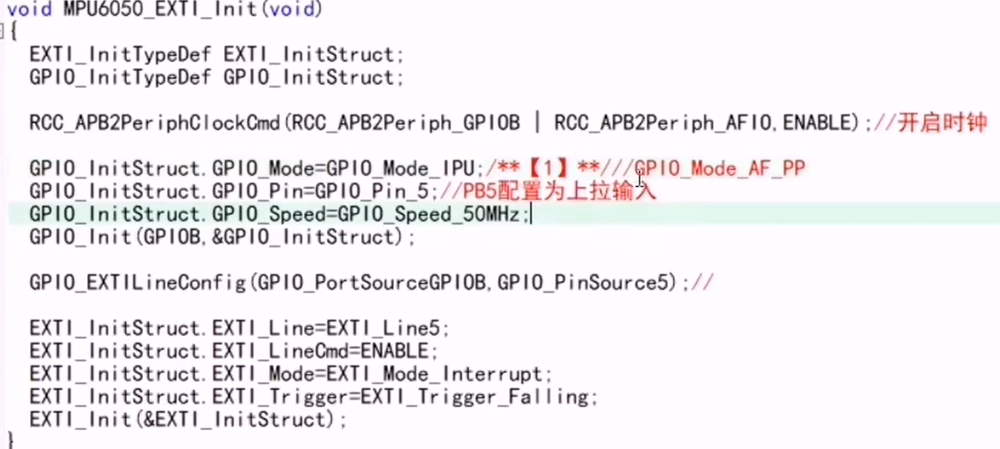 void MPU6050_EXTI_Init(void)
{
EXTI_InitTypeDef EXTI_InitStruct;
GPIO_InitTypeDef GPIO_InitStruct;
RCC_APB2PeriphClockCmd(RCC_APB2Periph_GPIOB | RCC_APB2Periph_AFIO,ENABLE);//开启时钟
GPIO_InitStruct.GPIO_Mode=GPIO_Mode_IPU;/**【1】**///GPIO_Mode_AF_PP
GPIO_InitStruct.GPIO_Pin=GPIO_Pin_5;//PB5配置为上拉输入
GPIO_InitStruct.GPIO_Speed=GPIO_Speed_50MHz;
GPIO_Init(GPIOB,&GPIO_InitStruct);
GPIO_EXTILineConfig(GPIO_PortSourceGPIOB,GPIO_PinSource5);//
EXTI_InitStruct.EXTI_Line=EXTI_Line5;
EXTI_InitStruct.EXTI_LineCmd=ENABLE;
EXTI_InitStruct.EXTI_Mode=EXTI_Mode_Interrupt;
EXTI_InitStruct.EXTI_Trigger=EXTI_Trigger_Falling;
EXTI_Init(&EXTI_InitStruct);
}